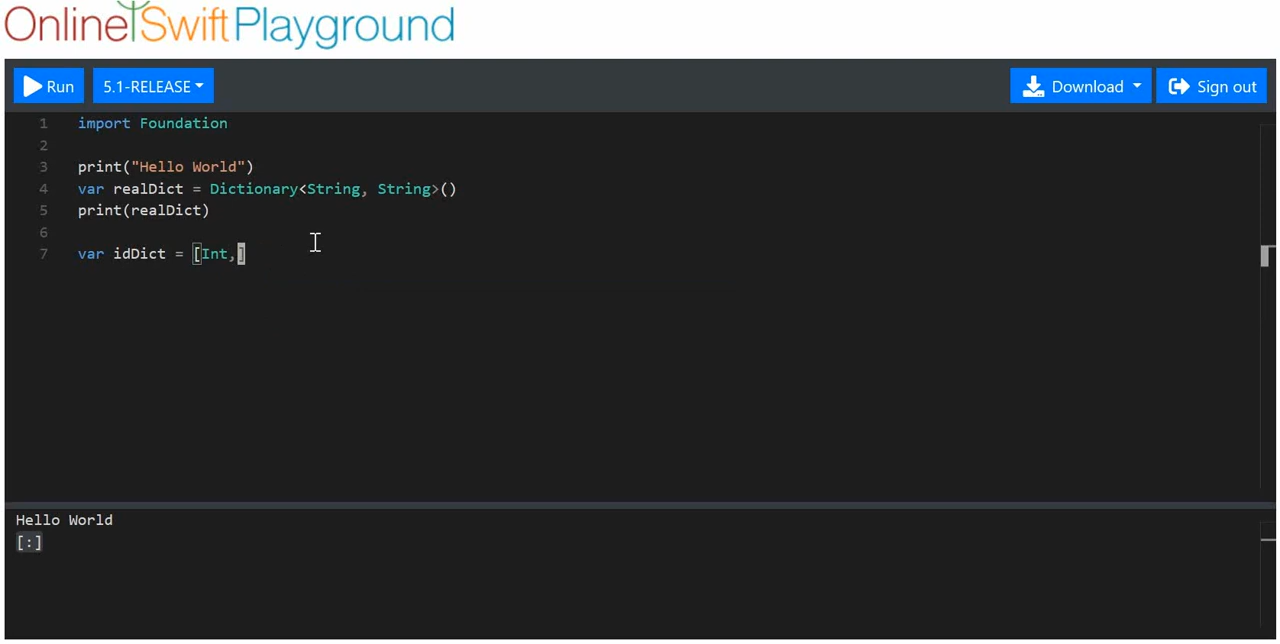 OnlineSwiftPlayground
Run 5.1-RELEASE Download Sign out
1 import Foundation
2
3 print("Hello World")
4 var realDict = Dictionary<String, String>()
5 print(realDict)
6
7 var idDict = [Int,]
Hello World
[:]